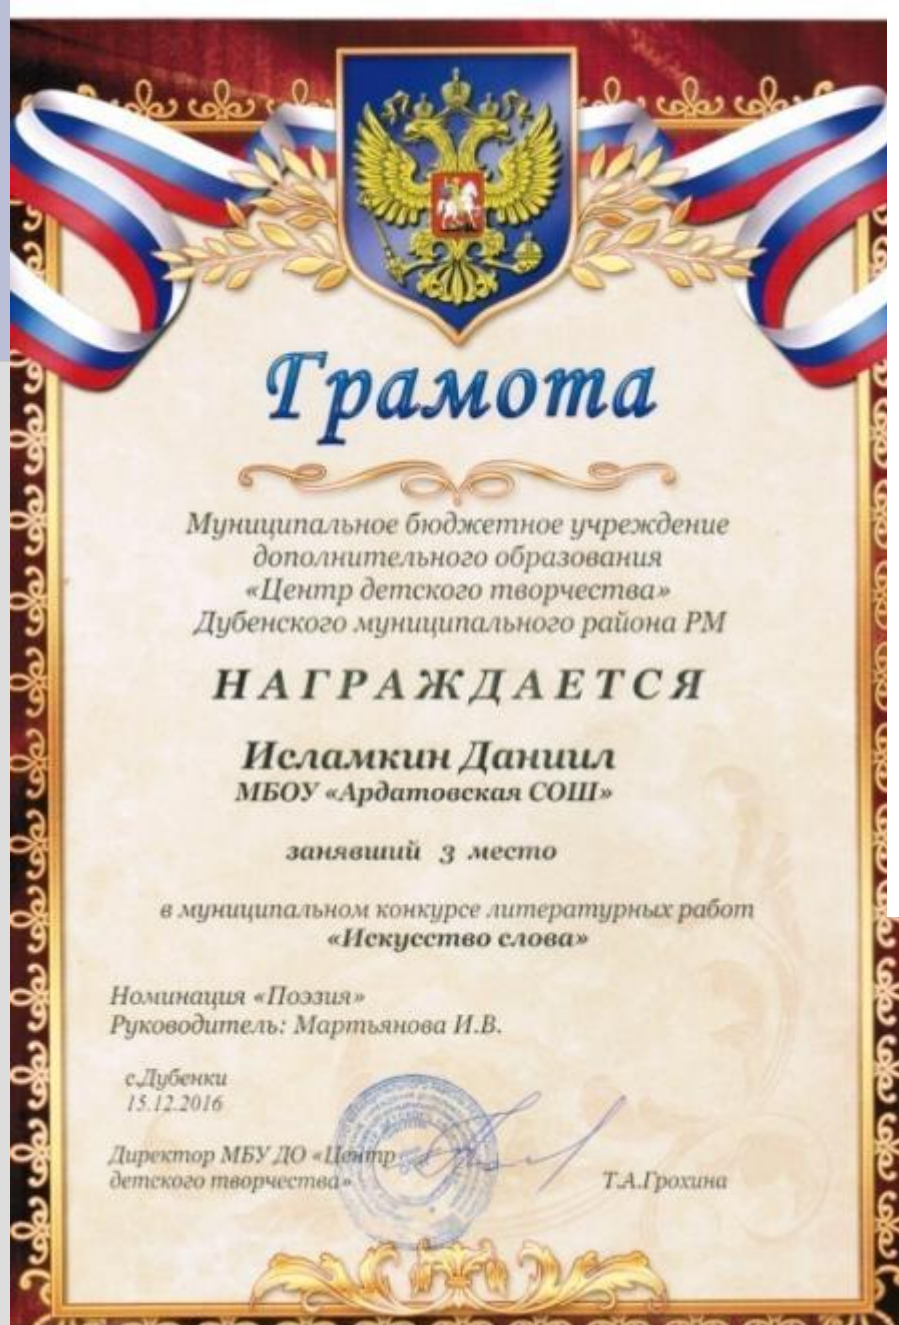 Грамота
Муниципальное бюджетное учреждение
дополнительного образования
«Центр детского творчества»
Дубенского муниципального района РМ
НАГРАЖДАЕТСЯ
Исламкин Даниил
МБОУ «Ардатовская СОШ»
занявший 3 место
в муниципальном конкурсе литературных работ
«Искусство слова»
Номинация «Поэзия»
Руководитель: Мартьянова И.В.
с.Дубенки
15.12.2016
Директор МБУ ДО «Центр
детского творчества» Т.А.Грохина